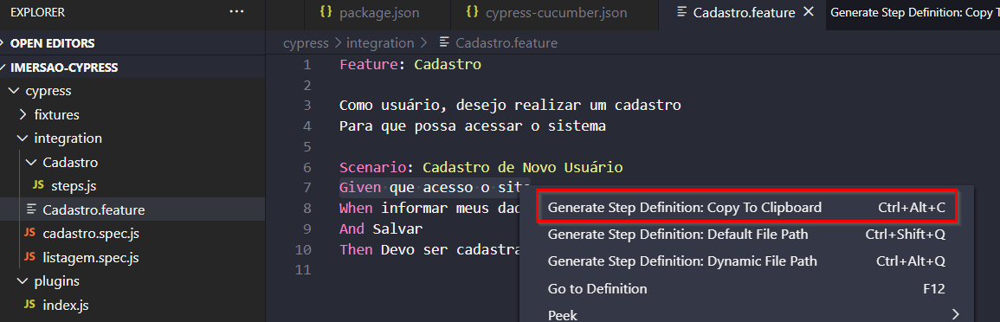 EXPLORER
OPEN EDITORS
IMERSAO-CYPRESS
cypress
fixtures
integration
Cadastro
JS steps.js
Cadastro.feature
JS cadastro.spec.js
JS listagem.spec.js
plugins
JS index.js
{} package.json
{} cypress-cucumber.json
Cadastro.feature
Generate Step Definition: Copy T
cypress > integration > Cadastro.feature
1 Feature: Cadastro
2
3 Como usuário, desejo realizar um cadastro
4 Para que possa acessar o sistema
5
6 Scenario: Cadastro de Novo Usuário
7 Given que acesso o site
8 When informar meus dad
9 And Salvar
10 Then Devo ser cadastra
11
Generate Step Definition: Copy To Clipboard Ctrl+Alt+C
Generate Step Definition: Default File Path Ctrl+Shift+Q
Generate Step Definition: Dynamic File Path Ctrl+Alt+Q
Go to Definition F12
Peek